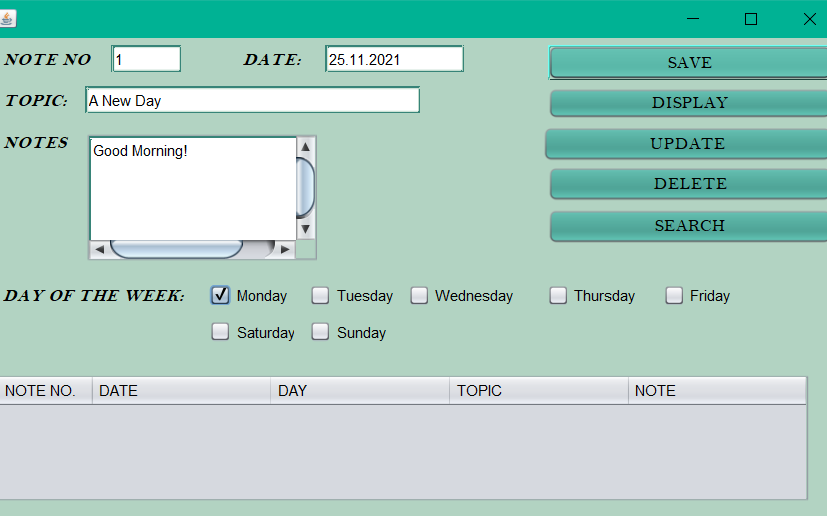 NOTE NO 1 DATE: 25.11.2021 SAVE
TOPIC: A New Day DISPLAY
NOTES Good Morning! UPDATE
DELETE
SEARCH
DAY OF THE WEEK: Monday Tuesday Wednesday Thursday Friday
Saturday Sunday
NOTE NO. DATE DAY TOPIC NOTE